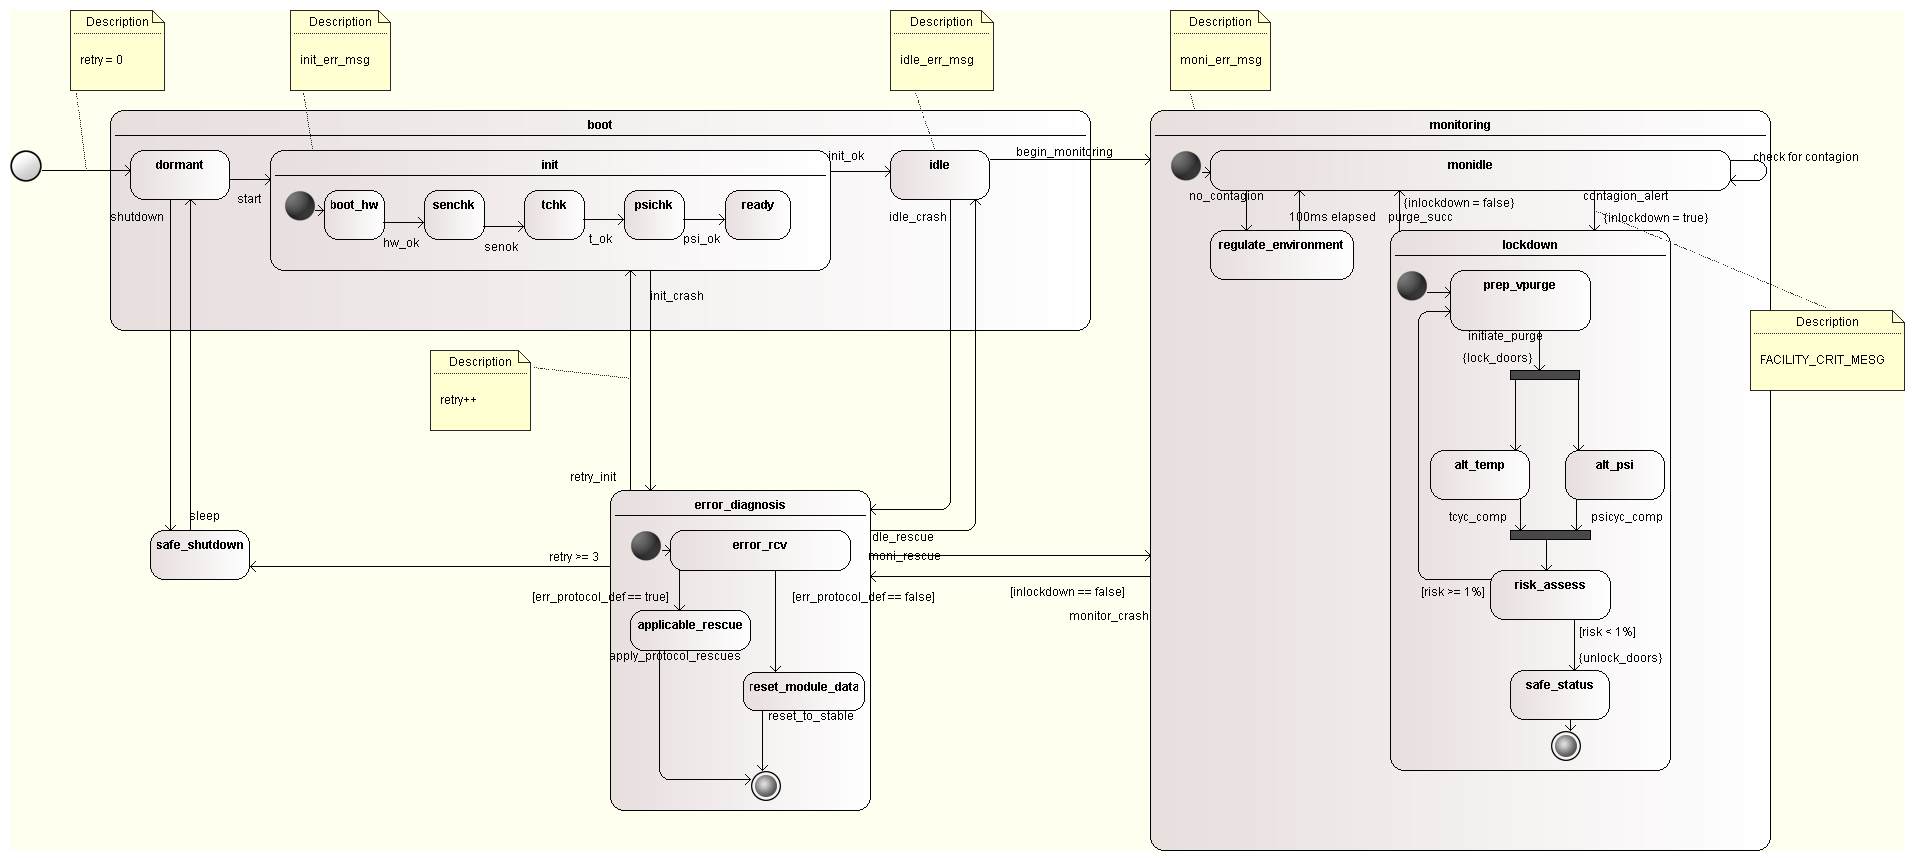 Description
retry = 0
Description
init_err_msg
Description
idle_err_msg
Description
moni_err_msg
boot
dormant
init
boot_hw
senchk
tchk
psichk
ready
hw_ok
senok
t_ok
psi_ok
start
shutdown
init_ok
idle
idle_crash
begin_monitoring
init_crash
monitoring
monidle
check for contagion
no_contagion
100ms elapsed
purge_succ
{inlockdown = false}
contagion_alert
{inlockdown = true}
regulate_environment
lockdown
prep_vpurge
initiate_purge
{lock_doors}
Description
FACILITY_CRIT_MESG
alt_temp
alt_psi
tcyc_comp
psicyc_comp
risk_assess
[risk >= 1%]
[risk < 1%]
{unlock_doors}
safe_status
Description
retry++
retry_init
sleep
safe_shutdown
retry >= 3
error_diagnosis
error_rcv
[err_protocol_def == true]
[err_protocol_def == false]
applicable_rescue
apply_protocol_rescues
reset_module_data
reset_to_stable
idle_rescue
moni_rescue
[inlockdown == false]
monitor_crash